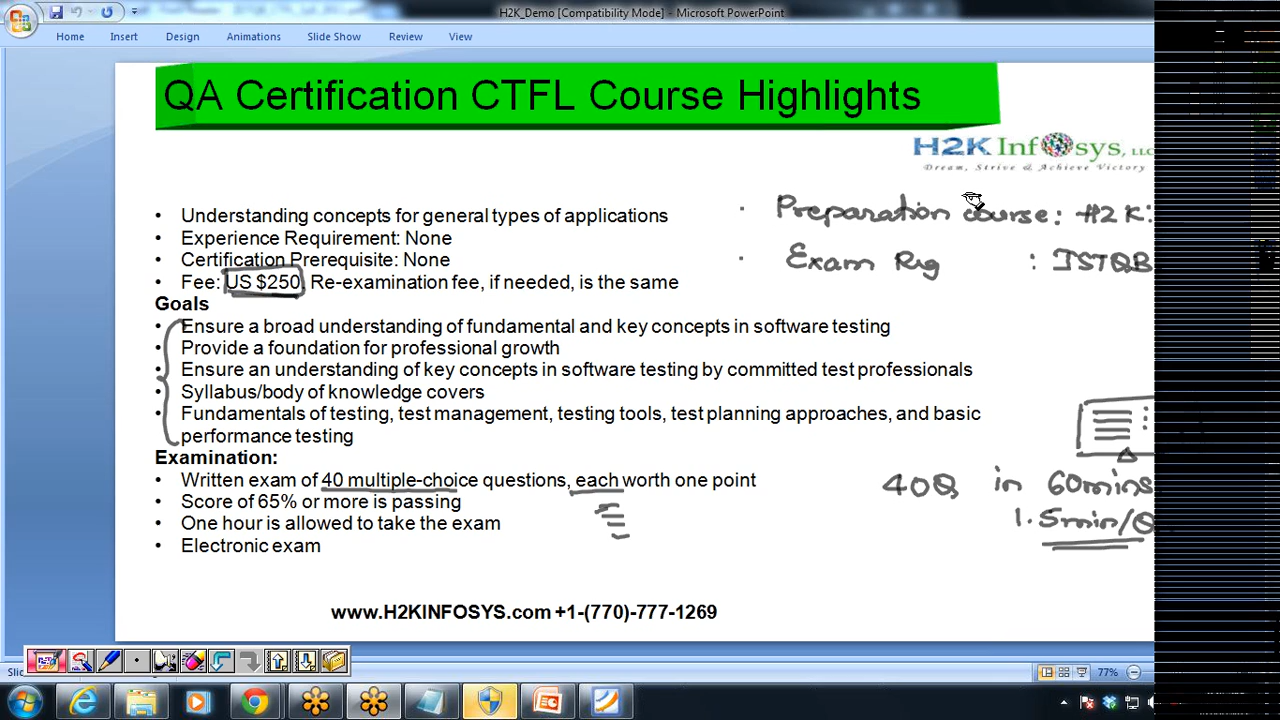 H2K_Demo [Compatibility Mode] - Microsoft PowerPoint
Home Insert Design Animations Slide Show Review View
QA Certification CTFL Course Highlights
H2K Infosys, LLC
Dream, Strive & Achieve Victory
• Understanding concepts for general types of applications
• Preparation course: H2K:
• Experience Requirement: None
• Certification Prerequisite: None
• Exam Reg : ISTQB
• Fee: US $250 Re-examination fee, if needed, is the same
Goals
• Ensure a broad understanding of fundamental and key concepts in software testing
• Provide a foundation for professional growth
• Ensure an understanding of key concepts in software testing by committed test professionals
• Syllabus/body of knowledge covers
• Fundamentals of testing, test management, testing tools, test planning approaches, and basic
performance testing
Examination:
• Written exam of 40 multiple-choice questions, each worth one point
40Q in 60mins
• Score of 65% or more is passing
1.5min/Q
• One hour is allowed to take the exam
• Electronic exam
www.H2KINFOSYS.com +1-(770)-777-1269
77%